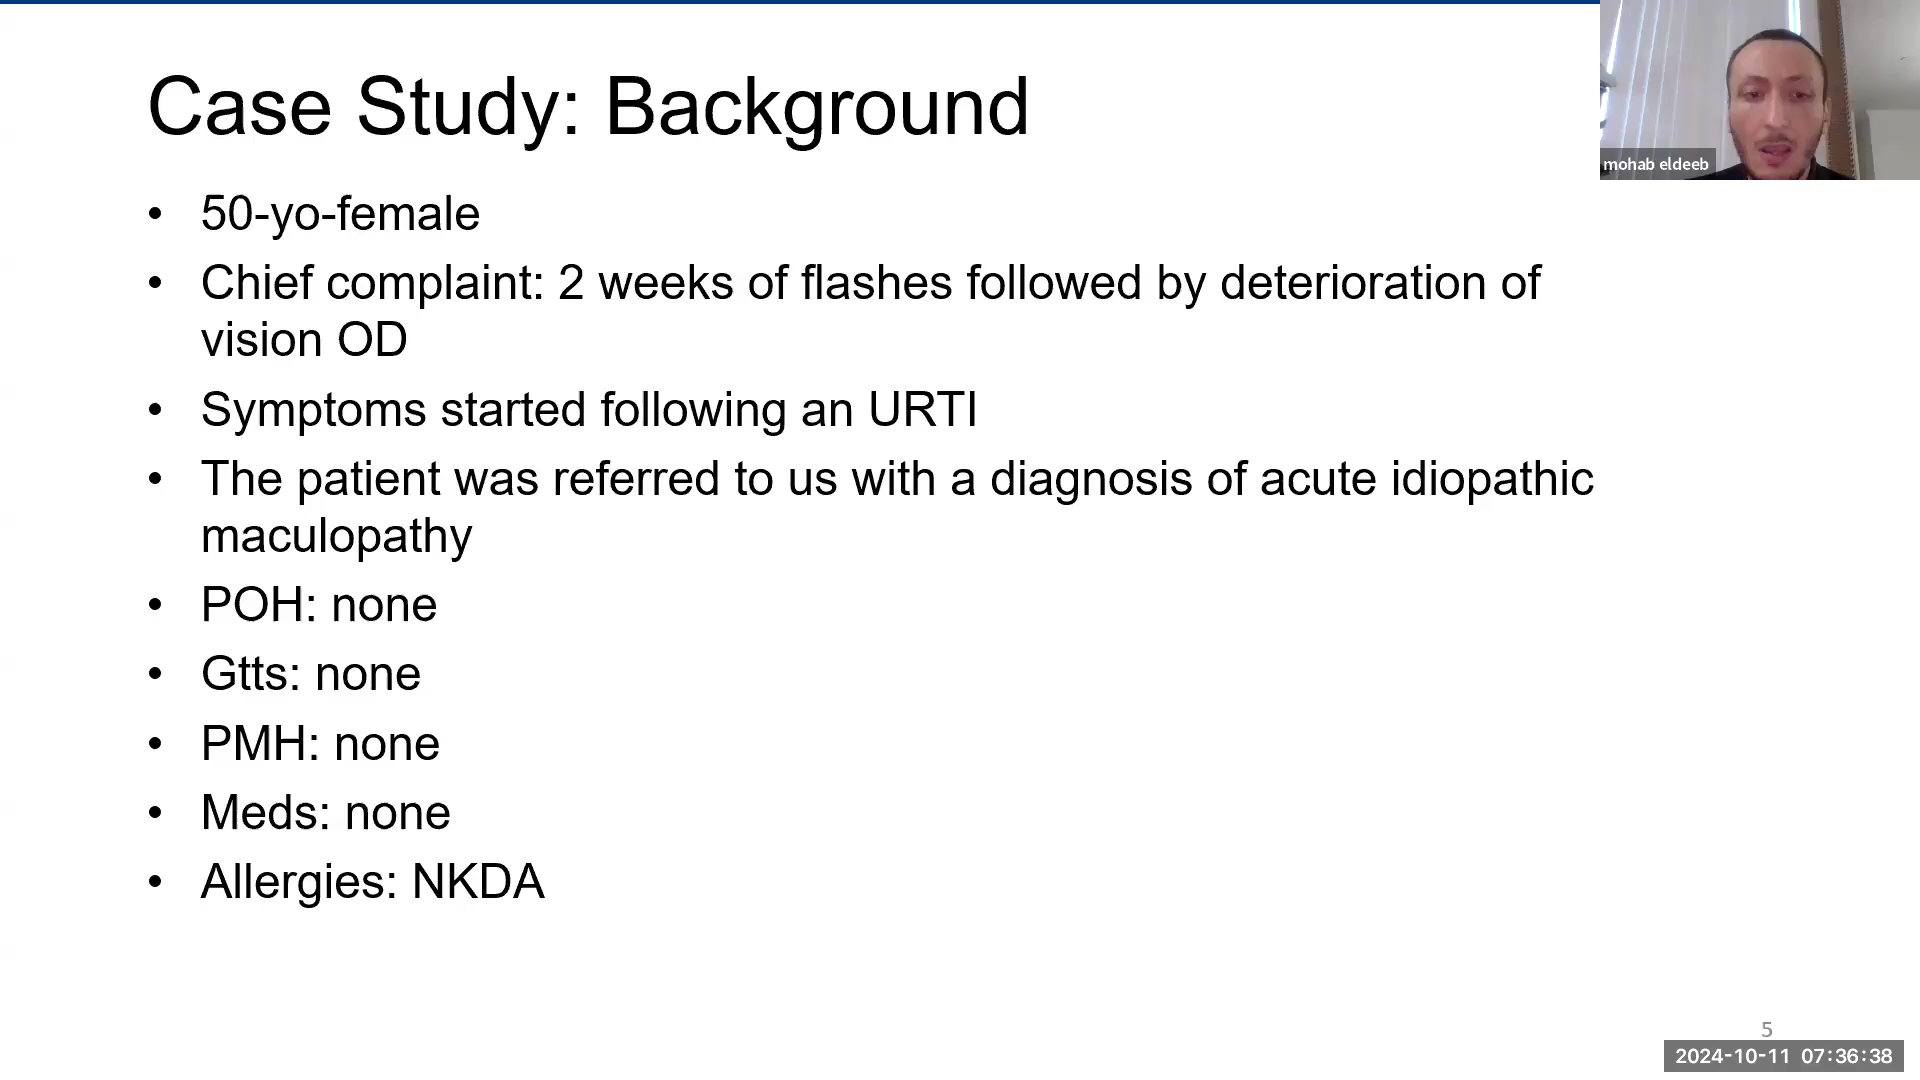 Case Study: Background
mohab eldeeb
• 50-yo-female
• Chief complaint: 2 weeks of flashes followed by deterioration of
vision OD
• Symptoms started following an URTI
• The patient was referred to us with a diagnosis of acute idiopathic
maculopathy
• POH: none
• Gtts: none
• PMH: none
• Meds: none
• Allergies: NKDA
5
2024-10-11 07:36:38